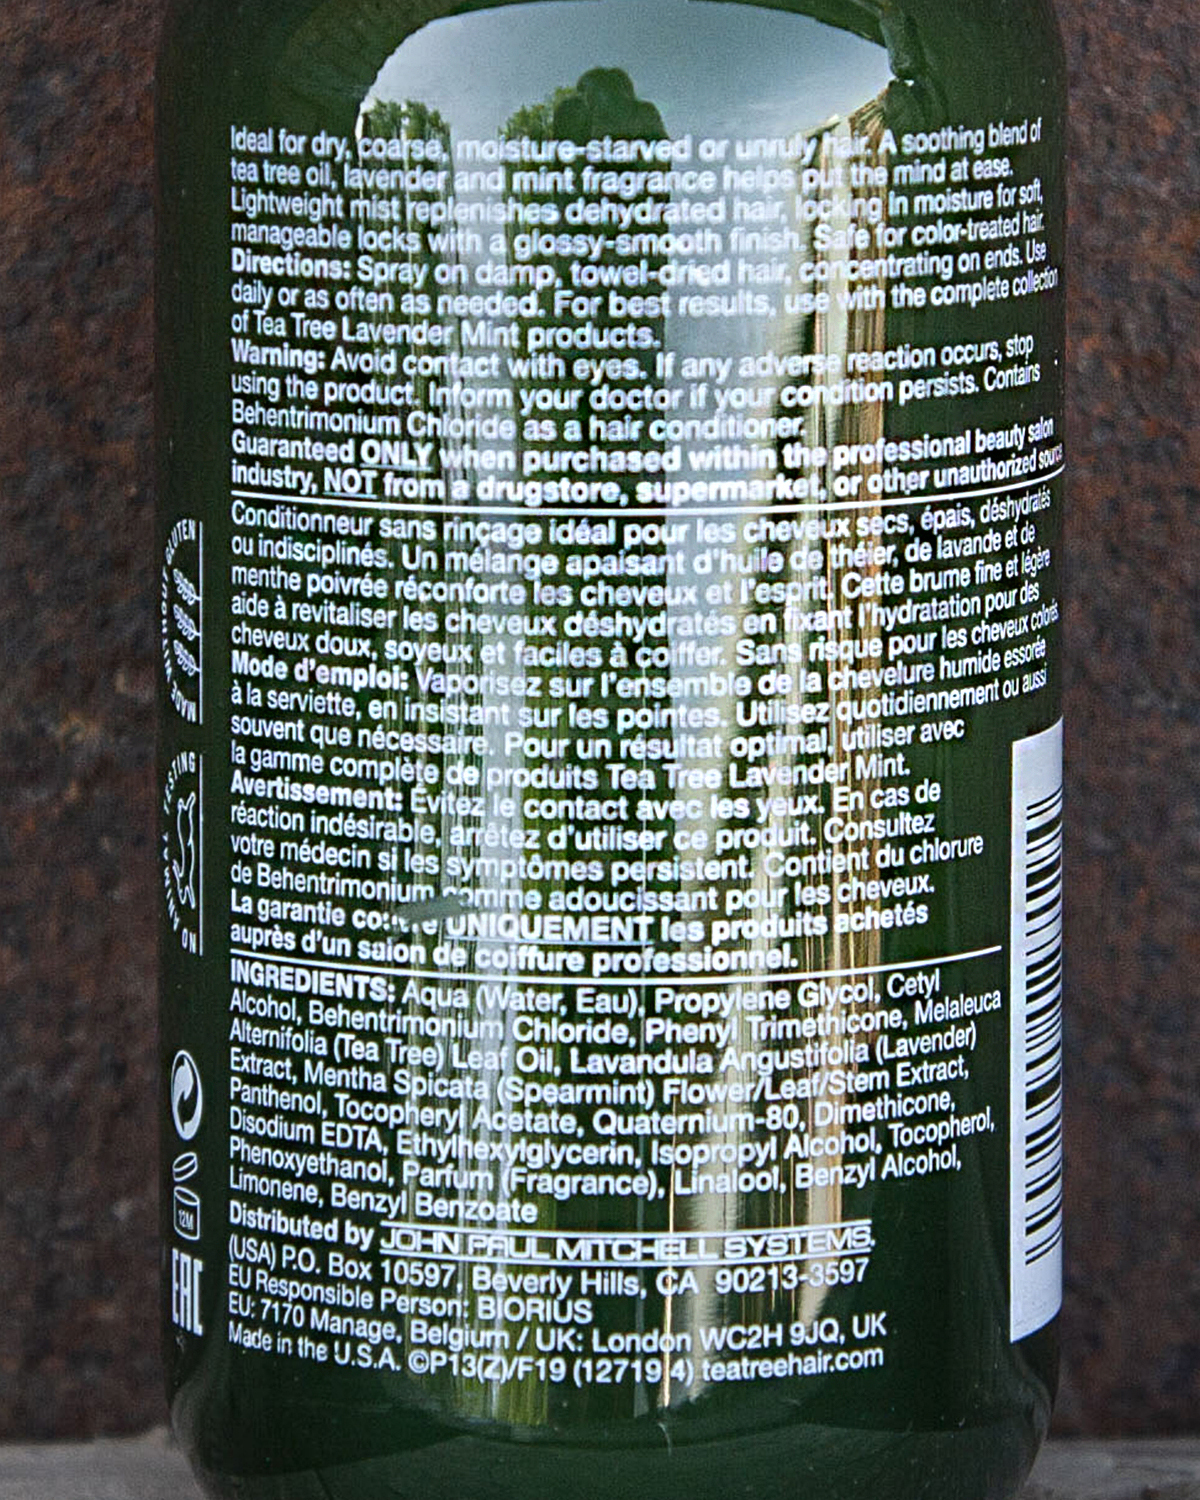 Ideal for dry, coarse, moisture-starved or unruly hair. A soothing blend of
tea tree oil, lavender and mint fragrance helps put the mind at ease.
Lightweight mist replenishes dehydrated hair, locking in moisture for soft,
manageable locks with a glossy-smooth finish. Safe for color-treated hair.
Directions: Spray on damp, towel-dried hair, concentrating on ends. Use
daily or as often as needed. For best results, use with the complete collection
of Tea Tree Lavender Mint products.
Warning: Avoid contact with eyes. If any adverse reaction occurs, stop
using the product. Inform your doctor if your condition persists. Contains
Behentrimonium Chloride as a hair conditioner.
Guaranteed ONLY when purchased within the professional beauty salon
industry, NOT from a drugstore, supermarket, or other unauthorized source
Conditionneur sans rinçage idéal pour les cheveux secs, épais, déshydratés
ou indisciplinés. Un mélange apaisant d'huile de théier, de lavande et de
menthe poivrée réconforte les cheveux et l'esprit. Cette brume fine et légère
aide à revitaliser les cheveux déshydratés en fixant l'hydratation pour des
cheveux doux, soyeux et faciles à coiffer. Sans risque pour les cheveux colorés
Mode d'emploi: Vaporisez sur l'ensemble de la chevelure humide essorée
à la serviette, en insistant sur les pointes. Utilisez quotidiennement ou aussi
souvent que nécessaire. Pour un résultat optimal, utiliser avec
la gamme complète de produits Tea Tree Lavender Mint.
Avertissement: Évitez le contact avec les yeux. En cas de
réaction indésirable, arrêtez d'utiliser ce produit. Consultez
votre médecin si les symptômes persistent. Contient du chlorure
de Behentrimonium comme adoucissant pour les cheveux.
La garantie UNIQUEMENT les produits achetés
auprès d'un salon de coiffure professionnel.
INGREDIENTS: Aqua (Water, Eau), Propylene Glycol, Cetyl
Alcohol, Behentrimonium Chloride, Phenyl Trimethicone, Melaleuca
Alternifolia (Tea Tree) Leaf Oil, Lavandula Angustifolia (Lavender)
Extract, Mentha Spicata (Spearmint) Flower/Leaf/Stem Extract,
Panthenol, Tocopheryl Acetate, Quaternium-80, Dimethicone,
Disodium EDTA, Ethylhexylglycerin, Isopropyl Alcohol, Tocopherol,
Phenoxyethanol, Parfum (Fragrance), Linalool, Benzyl Alcohol,
Limonene, Benzyl Benzoate
Distributed by JOHN PAUL MITCHELL SYSTEMS.
(USA) P.O. Box 10597, Beverly Hills, CA 90213-3597
EU Responsible Person: BIORIUS
EU: 7170 Manage, Belgium / UK: London WC2H 9JQ, UK
Made in the U.S.A. ©P13(Z)/F19 (12719 4) teatreehair.com
GLUTEN
MADE
TESTING
NO
12M
EAC